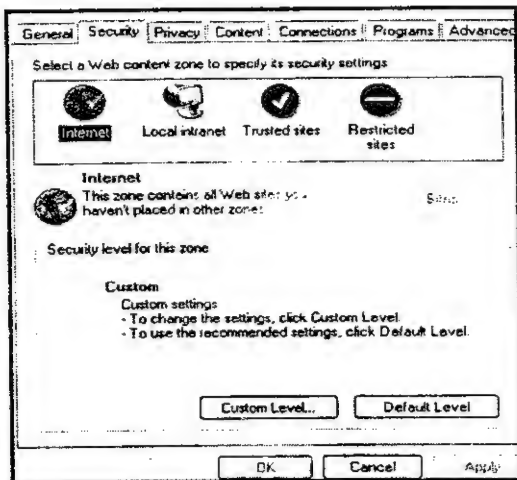 General Security Privacy Content Connections Programs Advanced
Select a Web content zone to specify its security settings
Internet Local intranet Trusted sites Restricted
sites
Internet
This zone contains all Web sites you
haven't placed in other zones
Sites...
Security level for this zone
Custom
Custom settings
- To change the settings, click Custom Level.
- To use the recommended settings, click Default Level.
Custom Level... Default Level
OK Cancel Apply